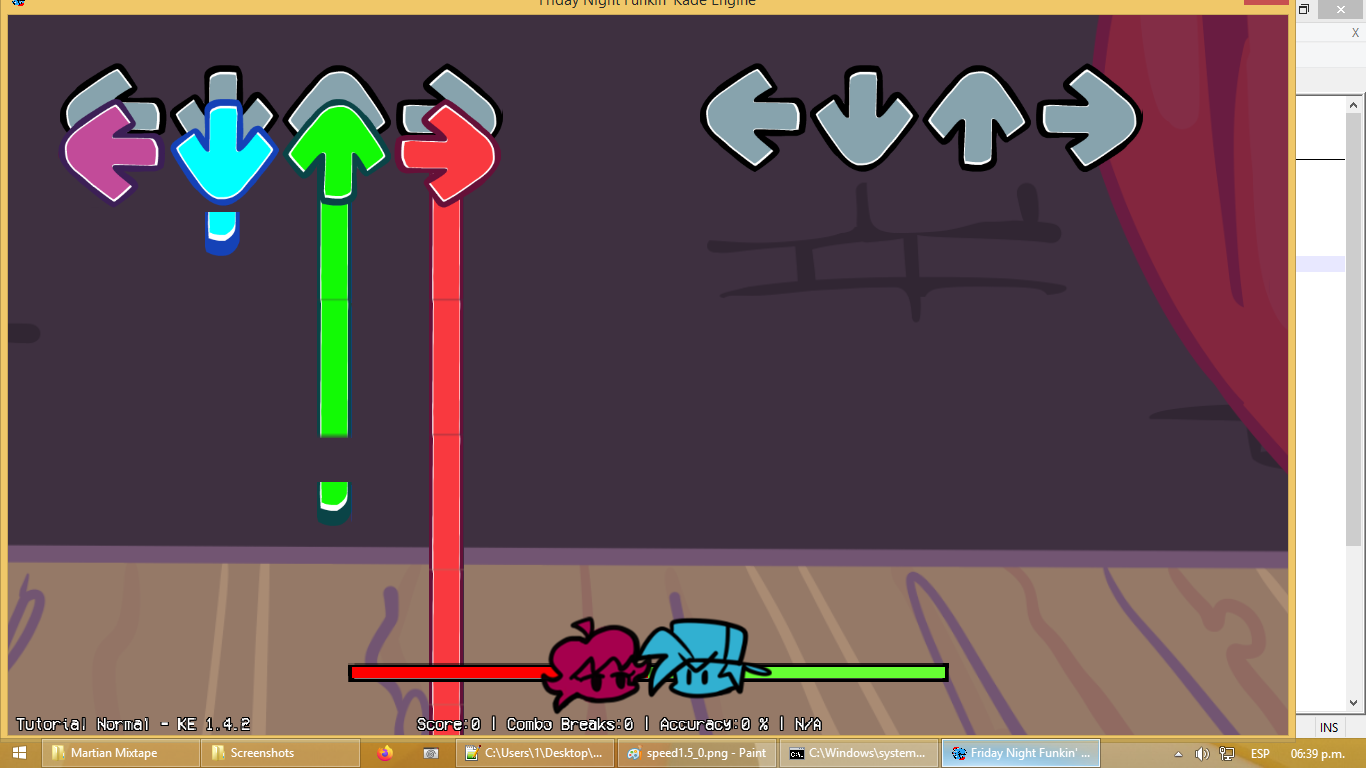 Friday Night Funkin' Kade Engine
X
Tutorial Normal - KE 1.4.2
Score:0 | Combo Breaks:0 | Accuracy:0 % | N/A
INS
Martian Mixtape
Screenshots
C:\Users\1\Desktop\...
speed1.5_0.png - Paint
C:\Windows\system...
Friday Night Funkin' ...
ESP
06:39 p.m.